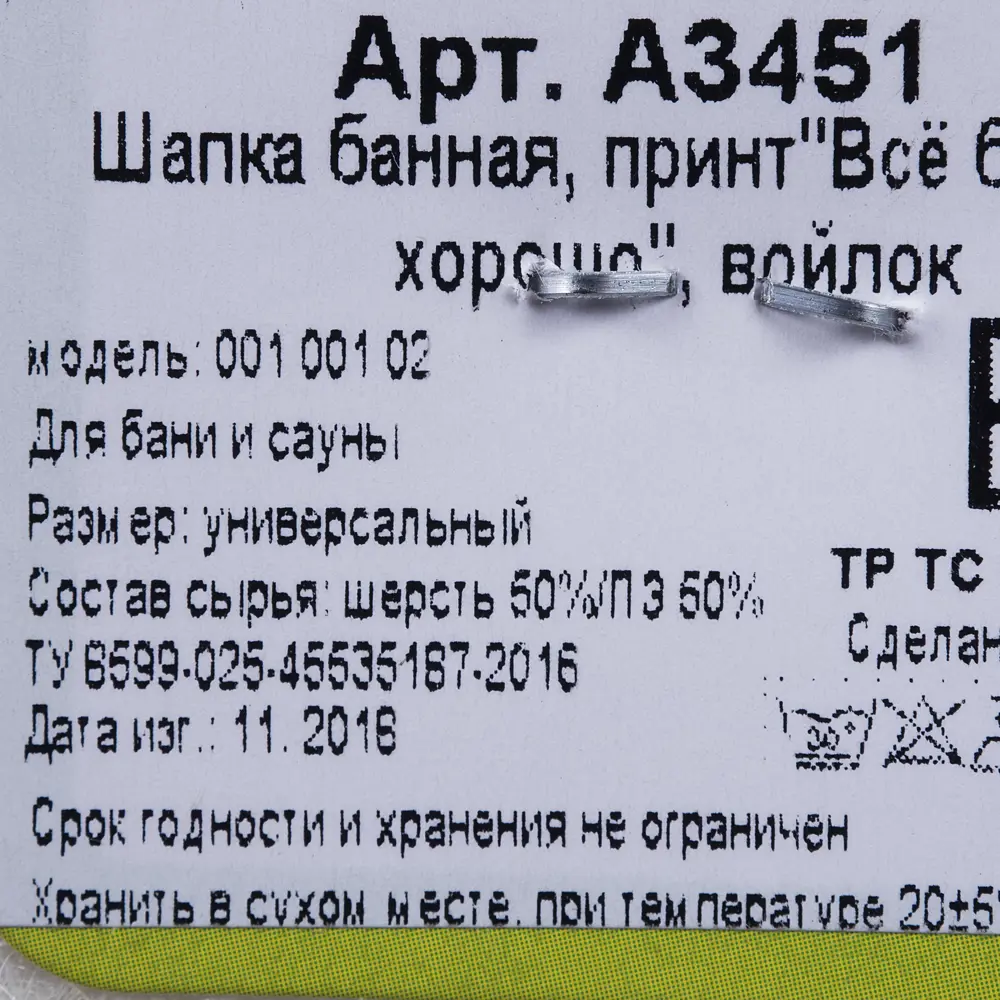 Арт. А3451
Шапка банная, принт"Всё б
хорошо", войлок
модель: 001 001 02
Для бани и сауны
Размер: универсальный
Состав сырья: шерсть 50%/ПЭ 50%
ТР ТС
Сделан
ТУ 8599-025-45535187-2016
Дата изг.: 11. 2016
30
Срок годности и хранения не ограничен
Хранить в сухом месте, при температуре 20±5